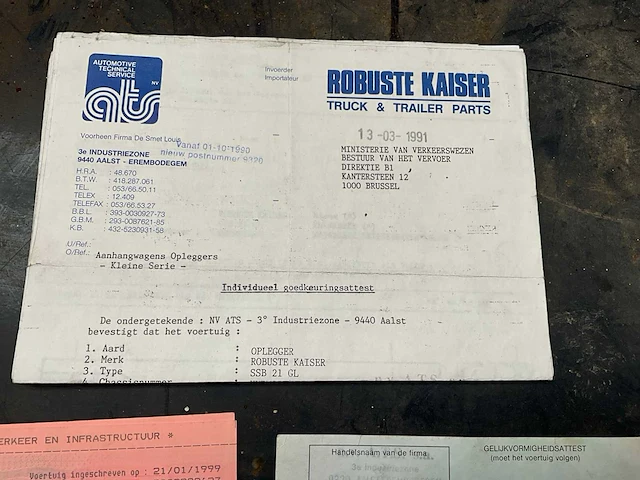 AUTOMOTIVE
TECHNICAL
SERVICE
NV
ats
Invoerder
Importateur
ROBUSTE KAISER
TRUCK & TRAILER PARTS
Voorheen Firma De Smet Louis
Vanaf 01-10-1990
nieuw postnummer 9320
3e INDUSTRIEZONE
9440 AALST - EREMBODEGEM
H.R.A. : 48.670
B.T.W. : 418.287.061
TEL. : 053/66.50.11
TELEX : 12.409
TELEFAX : 053/66.53.27
B.B.L. : 393-0030927-73
G.B.M. : 293-0087621-85
K.B. : 432-5230931-58
13-03-1991
MINISTERIE VAN VERKEERSWEZEN
BESTUUR VAN HET VERVOER
DIREKTIE B1
KANTERSTEEN 12
1000 BRUSSEL
U/Ref.:
O/Ref.: Aanhangwagens Opleggers
- Kleine Serie -
Individueel goedkeuringsattest
De ondergetekende : NV ATS - 3° Industriezone - 9440 Aalst
bevestigt dat het voertuig :
1. Aard : OPLEGGER
2. Merk : ROBUSTE KAISER
3. Type : SSB 21 GL
4. Chassisnummer :
ERKEER EN INFRASTRUCTUUR *
Voertuig ingeschreven op : 21/01/1999
Handelsnaam van de firma
3e Industriezone
GELIJKVORMIGHEIDSATTEST
(moet het voertuig volgen)